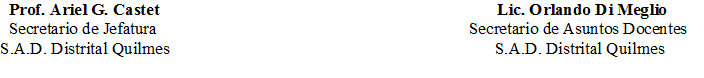 Prof. Ariel G. Castet Lic. Orlando Di Meglio
Secretario de Jefatura Secretario de Asuntos Docentes
S.A.D. Distrital Quilmes S.A.D. Distrital Quilmes